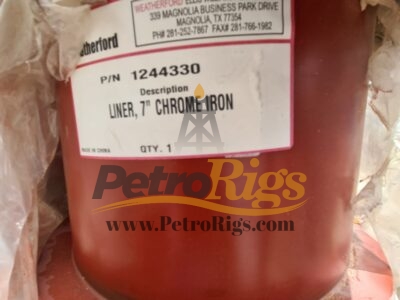 WEATHERFORD
339 MAGNOLIA BUSINESS PARK DRIVE
MAGNOLIA, TX 77354
PH# 281-252-7867 FAX# 281-766-1982
therford
P/N 1244330
Description
LINER, 7" CHROME IRON
MADE IN CHINA
QTY. 1
PetroRigs
www.PetroRigs.com